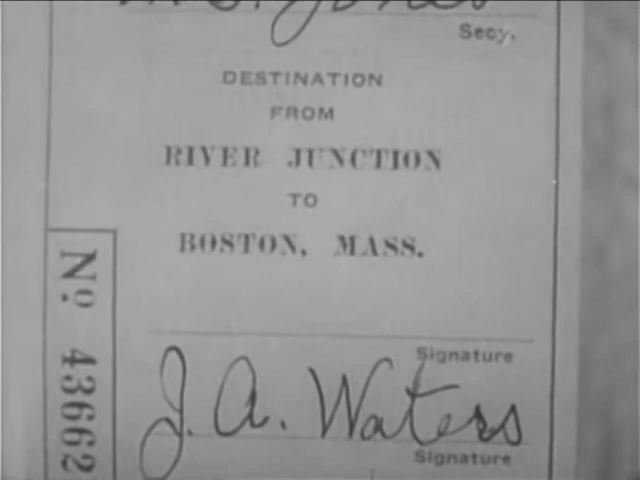 Secy.
DESTINATION
FROM
RIVER JUNCTION
TO
BOSTON, MASS.
Signature
J. A. Waters
Signature
Nº 43662